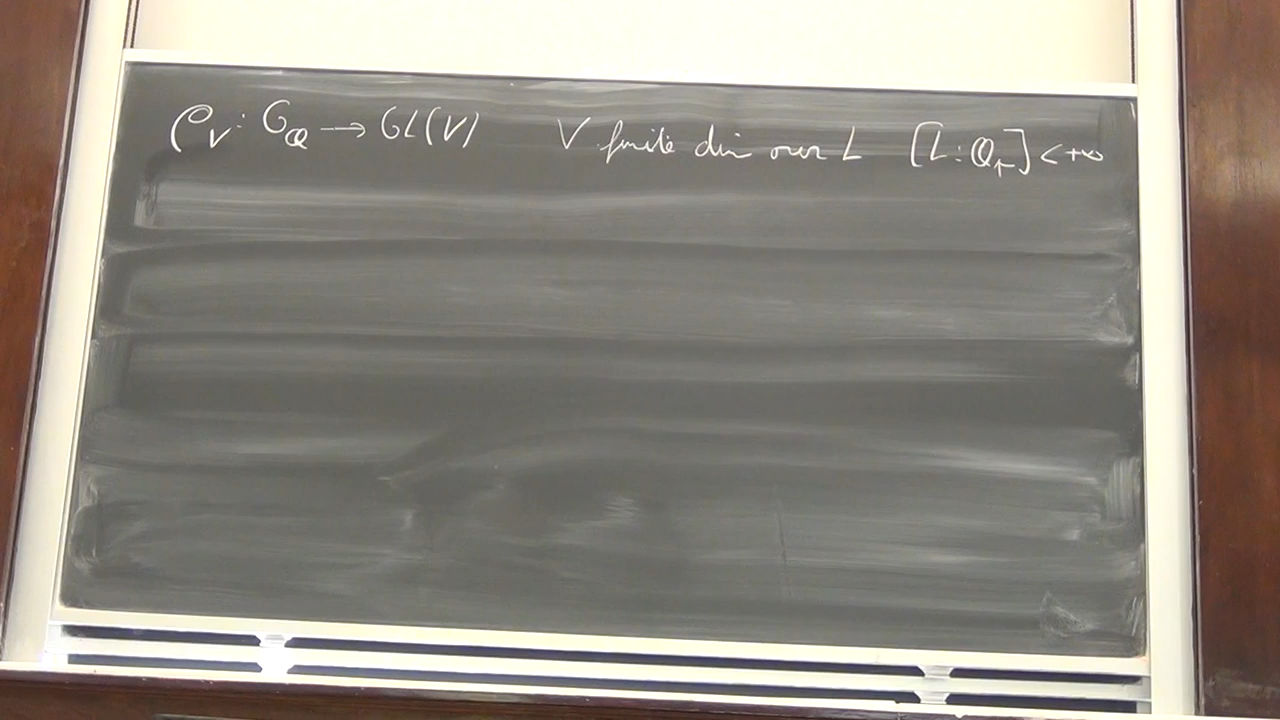 ρ_V : G_ℚ → GL(V) V finite dim over L [L : ℚ_p] < +∞